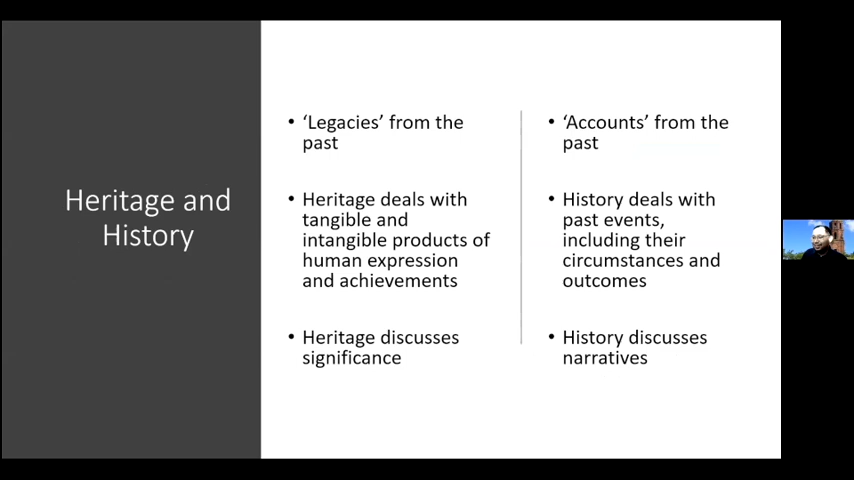 Heritage and
History
• ‘Legacies’ from the
past
• Heritage deals with
tangible and
intangible products of
human expression
and achievements
• Heritage discusses
significance
• ‘Accounts’ from the
past
• History deals with
past events,
including their
circumstances and
outcomes
• History discusses
narratives